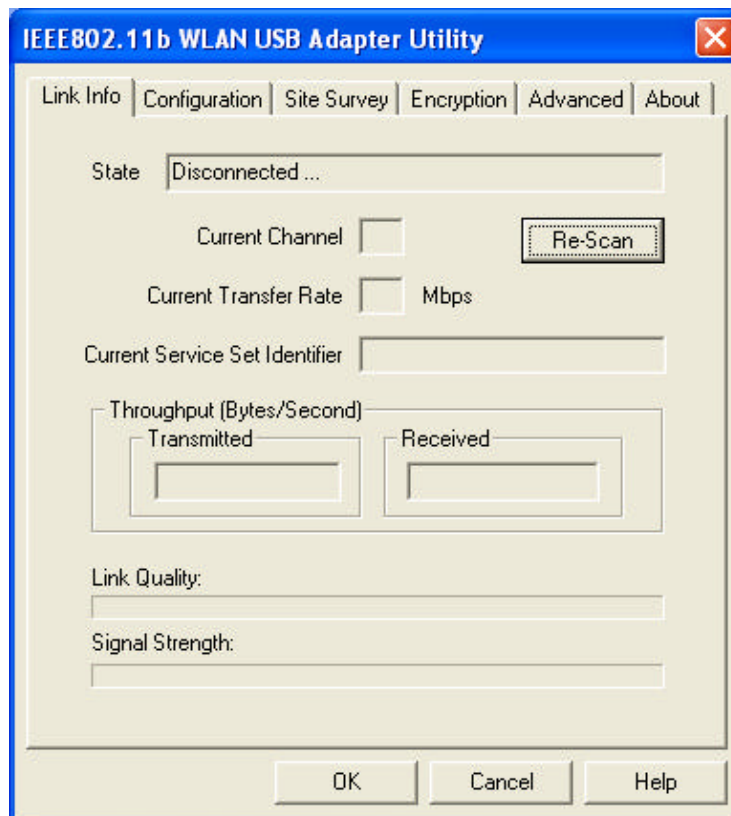 IEEE802.11b WLAN USB Adapter Utility
Link Info Configuration Site Survey Encryption Advanced About
State Disconnected ...
Current Channel Re-Scan
Current Transfer Rate Mbps
Current Service Set Identifier
Throughput (Bytes/Second)
Transmitted Received
Link Quality:
Signal Strength:
OK Cancel Help